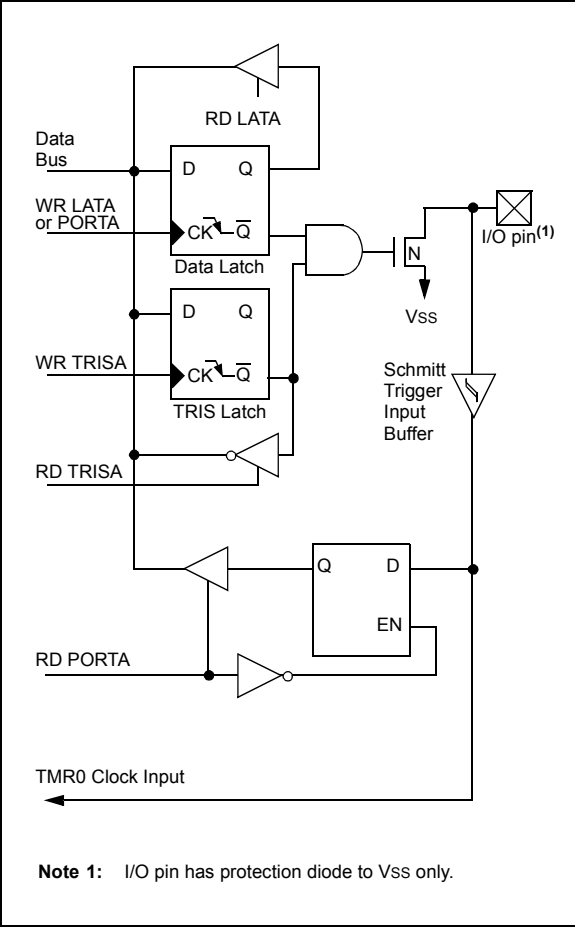 RD LATA
Data
Bus
D Q
WR LATA
or PORTA
CK Q̅
Data Latch
I/O pin(1)
N
VSS
D Q
WR TRISA
CK Q̅
TRIS Latch
Schmitt
Trigger
Input
Buffer
RD TRISA
Q D
EN
RD PORTA
TMR0 Clock Input
Note 1: I/O pin has protection diode to VSS only.